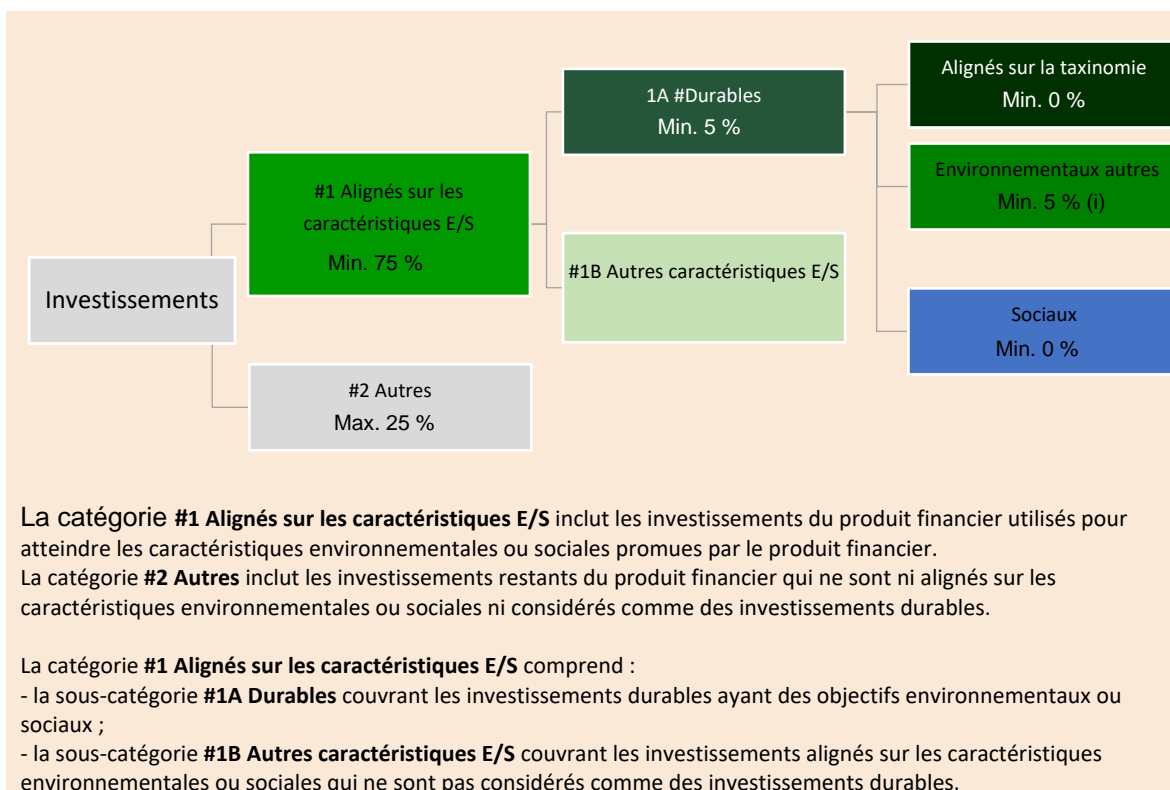 Alignés sur la taxinomie
Min. 0 %
1A #Durables
Min. 5 %
Environnementaux autres
Min. 5 % (i)
#1 Alignés sur les
caractéristiques E/S
Min. 75 %
#1B Autres caractéristiques E/S
Investissements
Sociaux
Min. 0 %
#2 Autres
Max. 25 %
La catégorie #1 Alignés sur les caractéristiques E/S inclut les investissements du produit financier utilisés pour
atteindre les caractéristiques environnementales ou sociales promues par le produit financier.
La catégorie #2 Autres inclut les investissements restants du produit financier qui ne sont ni alignés sur les
caractéristiques environnementales ou sociales ni considérés comme des investissements durables.
La catégorie #1 Alignés sur les caractéristiques E/S comprend :
- la sous-catégorie #1A Durables couvrant les investissements durables ayant des objectifs environnementaux ou
sociaux ;
- la sous-catégorie #1B Autres caractéristiques E/S couvrant les investissements alignés sur les caractéristiques
environnementales ou sociales qui ne sont pas considérés comme des investissements durables.